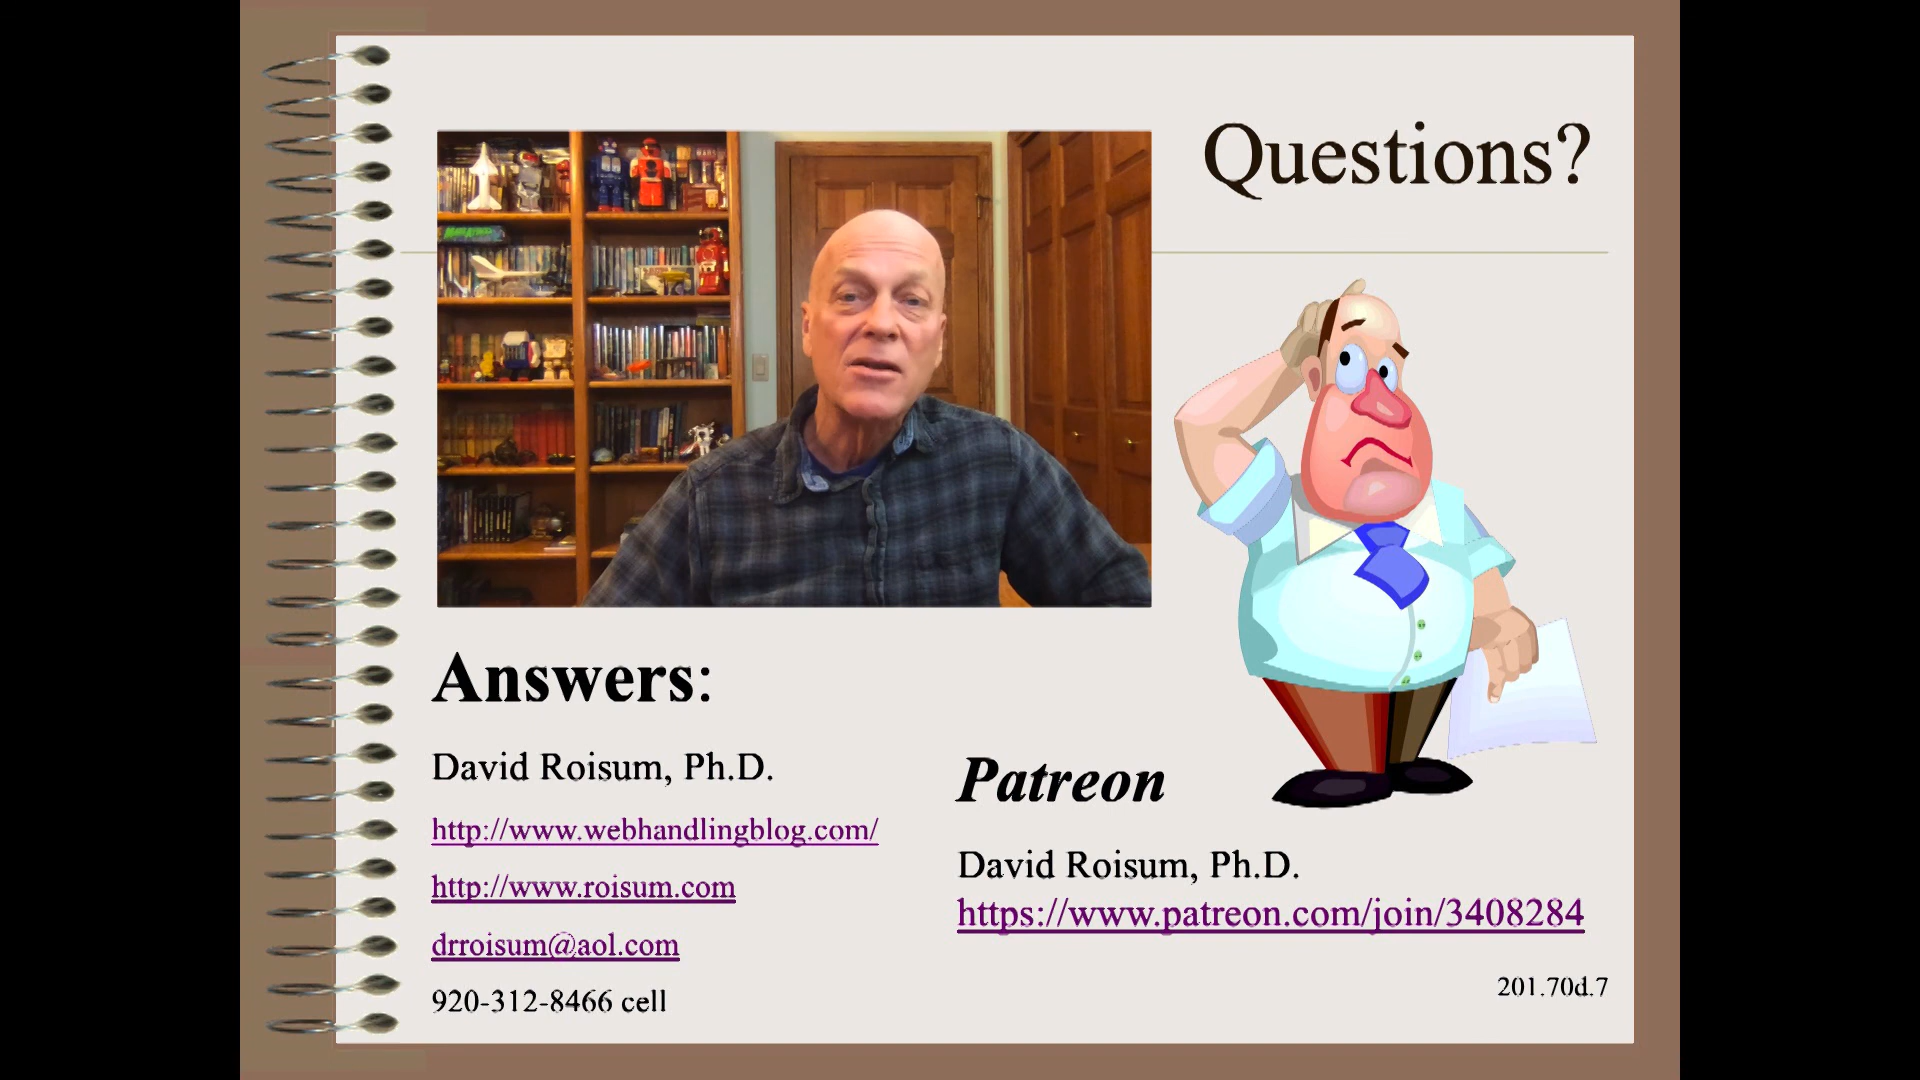 Questions?
Answers:
David Roisum, Ph.D.
http://www.webhandlingblog.com/
http://www.roisum.com
drroisum@aol.com
920-312-8466 cell
Patreon
David Roisum, Ph.D.
https://www.patreon.com/join/3408284
201.70d.7